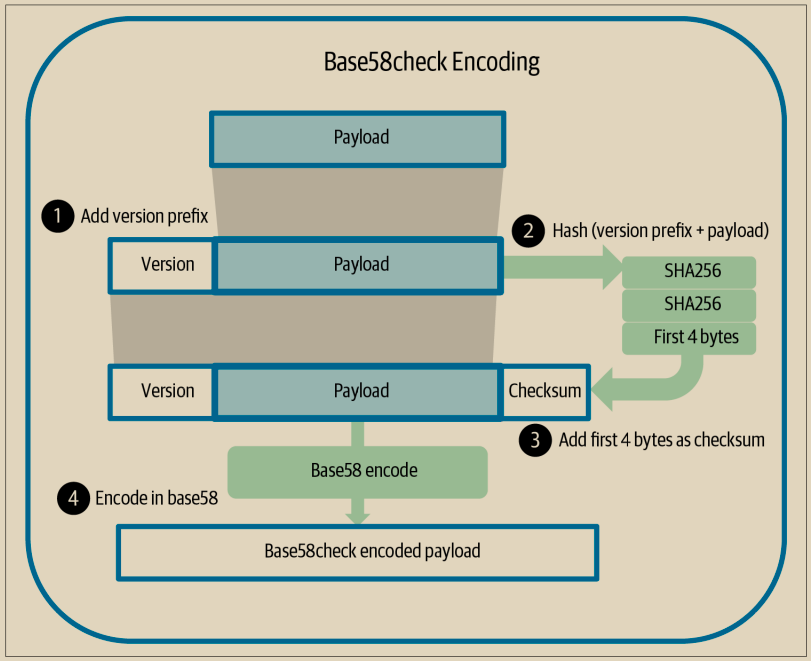 Base58check Encoding
Payload
1 Add version prefix
2 Hash (version prefix + payload)
Version Payload
SHA256
SHA256
First 4 bytes
Version Payload Checksum
3 Add first 4 bytes as checksum
Base58 encode
4 Encode in base58
Base58check encoded payload